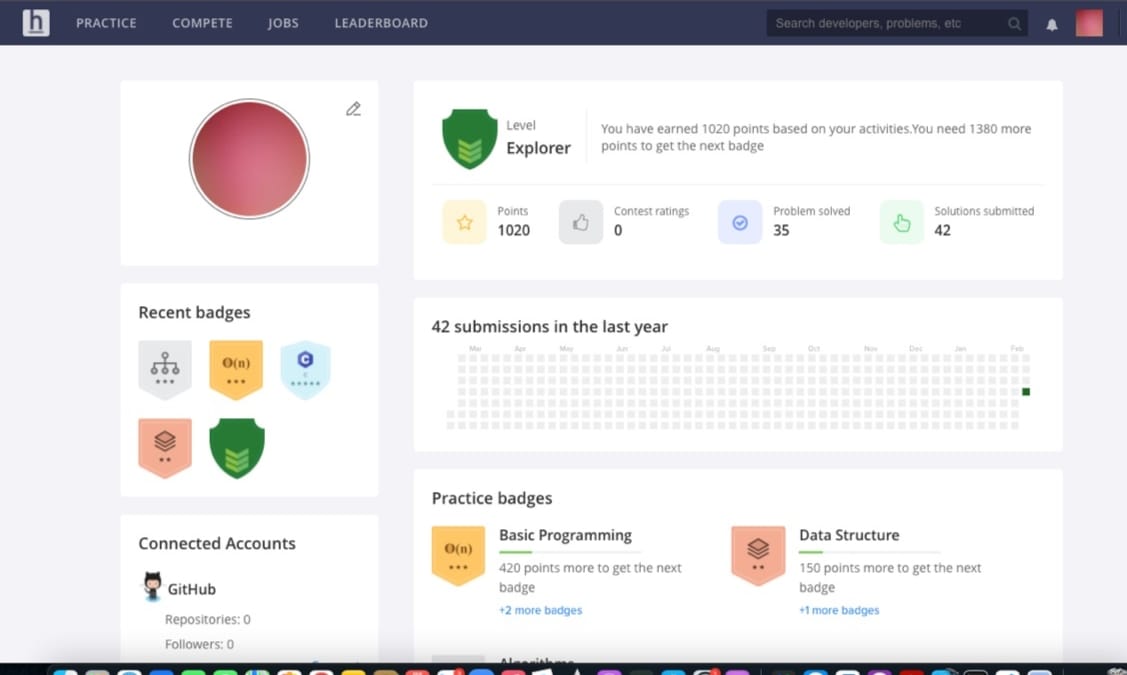 h PRACTICE COMPETE JOBS LEADERBOARD Search developers, problems, etc
Level
Explorer
You have earned 1020 points based on your activities.You need 1380 more
points to get the next badge
Points
1020
Contest ratings
0
Problem solved
35
Solutions submitted
42
Recent badges
O(n)
C
42 submissions in the last year
Mar Apr May Jun Jul Aug Sep Oct Nov Dec Jan Feb
Connected Accounts
GitHub
Repositories: 0
Followers: 0
Practice badges
O(n)
Basic Programming
420 points more to get the next
badge
+2 more badges
Data Structure
150 points more to get the next
badge
+1 more badges
Algorithms